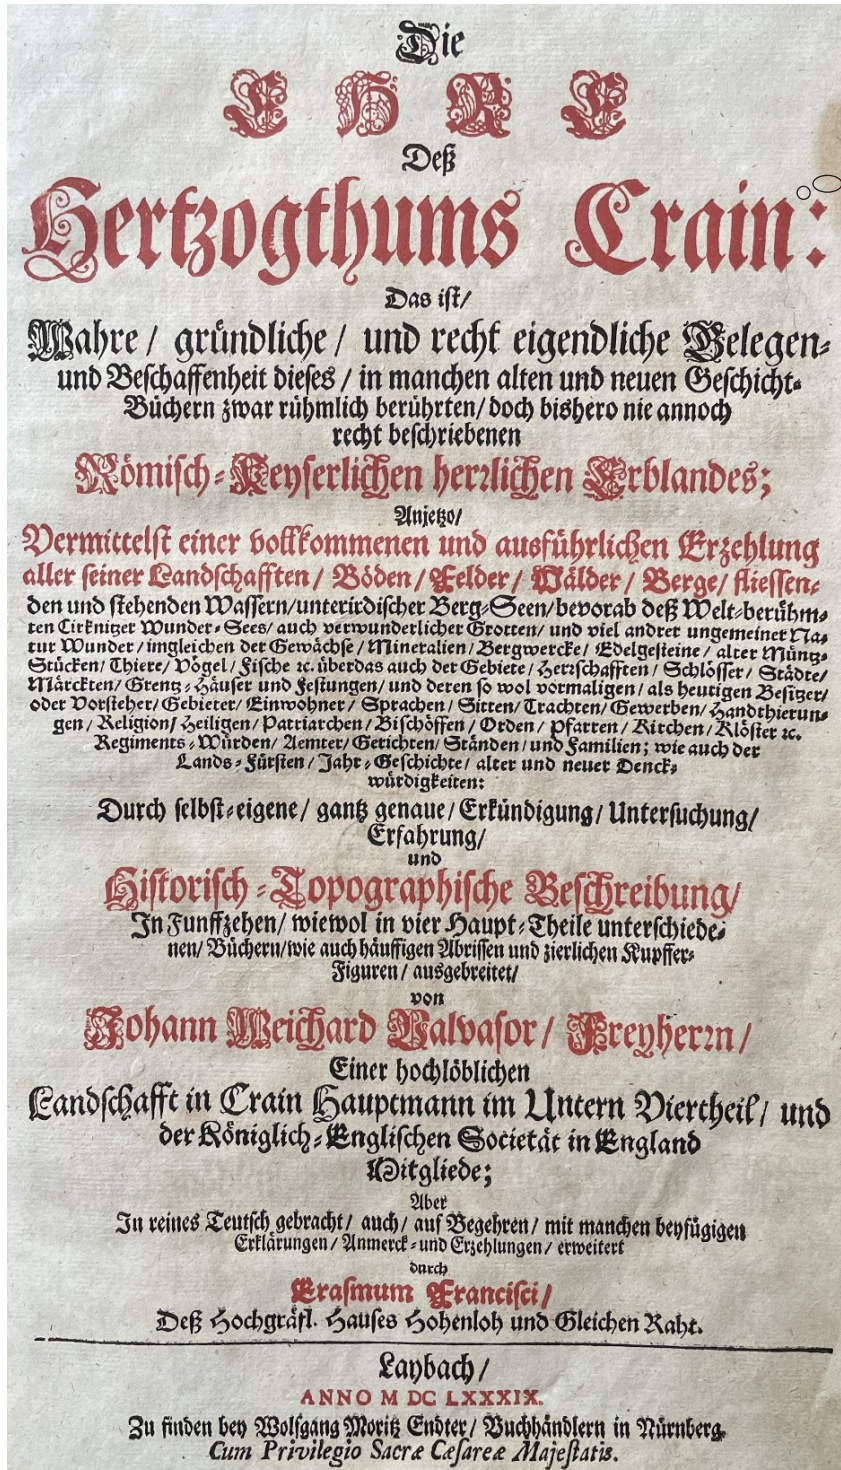 Die
EHRE
Deß
Hertzogthums Crain:
Das ist/
Wahre / gründliche / und recht eigendliche Belegen-
und Beschaffenheit dieses / in manchen alten und neuen Geschicht-
Büchern zwar rühmlich berührten/ doch bishero nie annoch
recht beschriebenen
Römisch-Keyserlichen herrlichen Erblandes;
Anjetzo/
Vermittelst einer vollkommenen und ausführlichen Erzehlung
aller seiner Landschafften / Böden / Felder / Wälder / Berge / fliessen-
den und stehenden Wassern/unterirdischer Berg-Seen/bevorab deß Welt-berühm-
ten Cirknitzer Wunder-Sees/ auch verwunderlicher Grotten/ und viel andrer ungemeiner Na-
tur Wunder / imgleichen der Gewächse / Mineralien / Bergwercke / Edelgesteine / alter Müntz-
Stücken/ Thiere/ Vögel / Fische ꝛc. überdas auch der Gebiete / Herrschafften / Schlösser / Städte/
Märckten/ Grentz-Häuser und Festungen/ und deren so wol vormaligen/ als heutigen Besitzer/
oder Vorsteher/ Gebieter/ Einwohner / Sprachen / Sitten/ Trachten/ Gewerben/ Handthierun-
gen / Religion/ Heiligen / Patriarchen / Bischöffen / Orden / Pfarren / Kirchen / Klöster ꝛc.
Regiments-Würden/ Aemter/ Gerichten/ Ständen/ und Familien; wie auch der
Lands-Fürsten / Jahr-Geschichte/ alter und neuer Denck-
würdigkeiten:
Durch selbst-eigene/ gantz genaue/ Erkündigung/ Untersuchung/
Erfahrung/
und
Historisch-Topographische Beschreibung/
In Funffzehen/ wiewol in vier Haupt-Theile unterschiede-
nen/ Büchern/wie auch häuffigen Abrissen und zierlichen Kupffer-
Figuren / ausgebreitet/
von
Johann Weichard Valvasor/ Freyherrn/
Einer hochlöblichen
Landschafft in Crain Hauptmann im Untern Viertheil/ und
der Königlich-Englischen Societät in England
Mitgliede;
Aber
In reines Teutsch gebracht/ auch/ auf Begehren/ mit manchen beyfügigen
Erklärungen / Anmerck-und Erzehlungen / erweitert
durch
Erasmum Francisci/
Deß Hochgräfl. Hauses Hohenloh und Gleichen Raht.
Laybach/
ANNO M DC LXXXIX.
Zu finden bey Wolfgang Moritz Endter/ Buchhändlern in Nürnberg.
Cum Privilegio Sacræ Cæsareæ Majestatis.